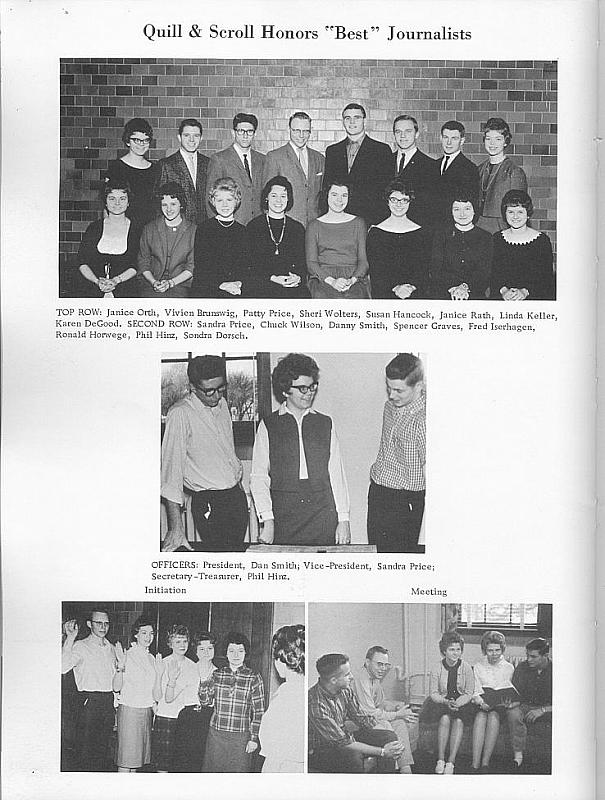 Quill & Scroll Honors "Best" Journalists
TOP ROW: Janice Orth, Vivien Brunswig, Patty Price, Sheri Wolters, Susan Hancock, Janice Rath, Linda Keller,
Karen DeGood. SECOND ROW: Sandra Price, Chuck Wilson, Danny Smith, Spencer Graves, Fred Iserhagen,
Ronald Horwege, Phil Hinz, Sondra Dorsch.
OFFICERS: President, Dan Smith; Vice-President, Sandra Price;
Secretary-Treasurer, Phil Hinz.
Initiation
Meeting